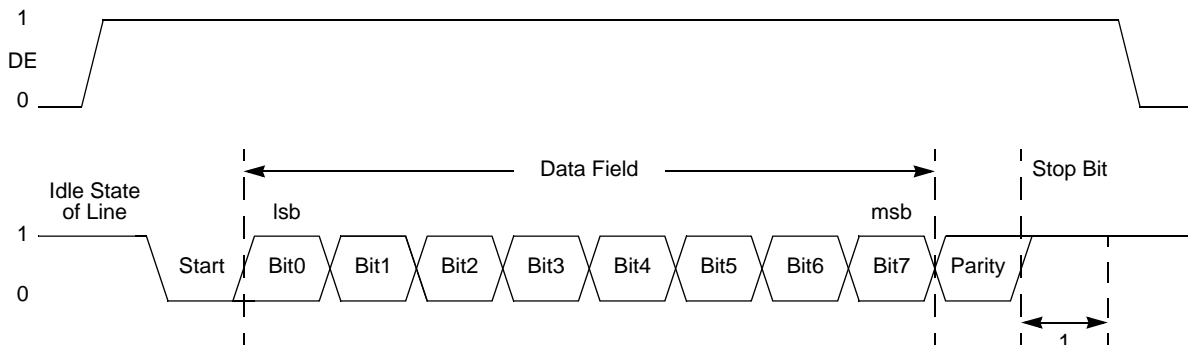 1
DE
0
Data Field
Stop Bit
Idle State
of Line
lsb
msb
1
Start
Bit0
Bit1
Bit2
Bit3
Bit4
Bit5
Bit6
Bit7
Parity
0
1